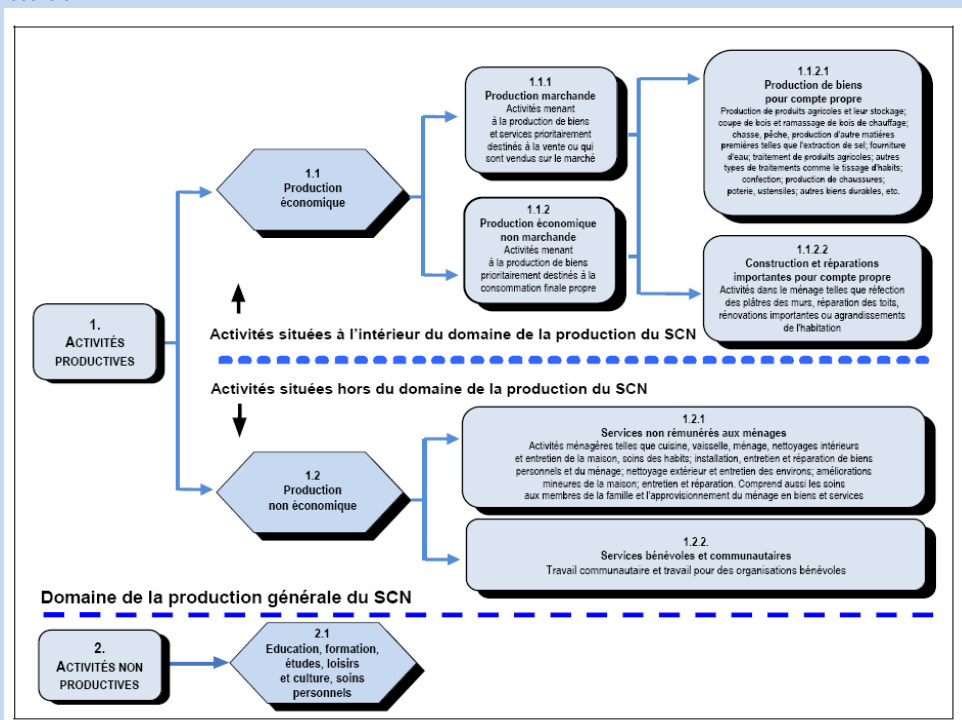 1.1.1
Production marchande
Activités menant
à la production de biens
et services prioritairement
destinés à la vente ou qui
sont vendus sur le marché
1.1.2.1
Production de biens
pour compte propre
Production de produits agricoles et leur stockage;
coupe de bois et ramassage de bois de chauffage;
chasse, pêche, production d'autre matières
premières telles que l'extraction de sel; fourniture
d'eau; traitement de produits agricoles; autres
types de traitements comme le tissage d'habits;
confection; production de chaussures;
poterie, ustensiles; autres biens durables, etc.
1.1
Production
économique
1.1.2
Production économique
non marchande
Activités menant
à la production de biens
prioritairement destinés à la
consommation finale propre
1.1.2.2
Construction et réparations
importantes pour compte propre
Activités dans le ménage telles que réfection
des plâtres des murs, réparation des toits,
rénovations importantes ou agrandissements
de l'habitation
1.
ACTIVITÉS
PRODUCTIVES
Activités situées à l'intérieur du domaine de la production du SCN
Activités situées hors du domaine de la production du SCN
1.2
Production
non économique
1.2.1
Services non rémunérés aux ménages
Activités ménagères telles que cuisine, vaisselle, ménage, nettoyages intérieurs
et entretien de la maison, soins des habits; installation, entretien et réparation de biens
personnels et du ménage; nettoyage extérieur et entretien des environs; améliorations
mineures de la maison; entretien et réparation. Comprend aussi les soins
aux membres de la famille et l'approvisionnement du ménage en biens et services
1.2.2.
Services bénévoles et communautaires
Travail communautaire et travail pour des organisations bénévoles
Domaine de la production générale du SCN
2.
ACTIVITÉS NON
PRODUCTIVES
2.1
Education, formation,
études, loisirs
et culture, soins
personnels